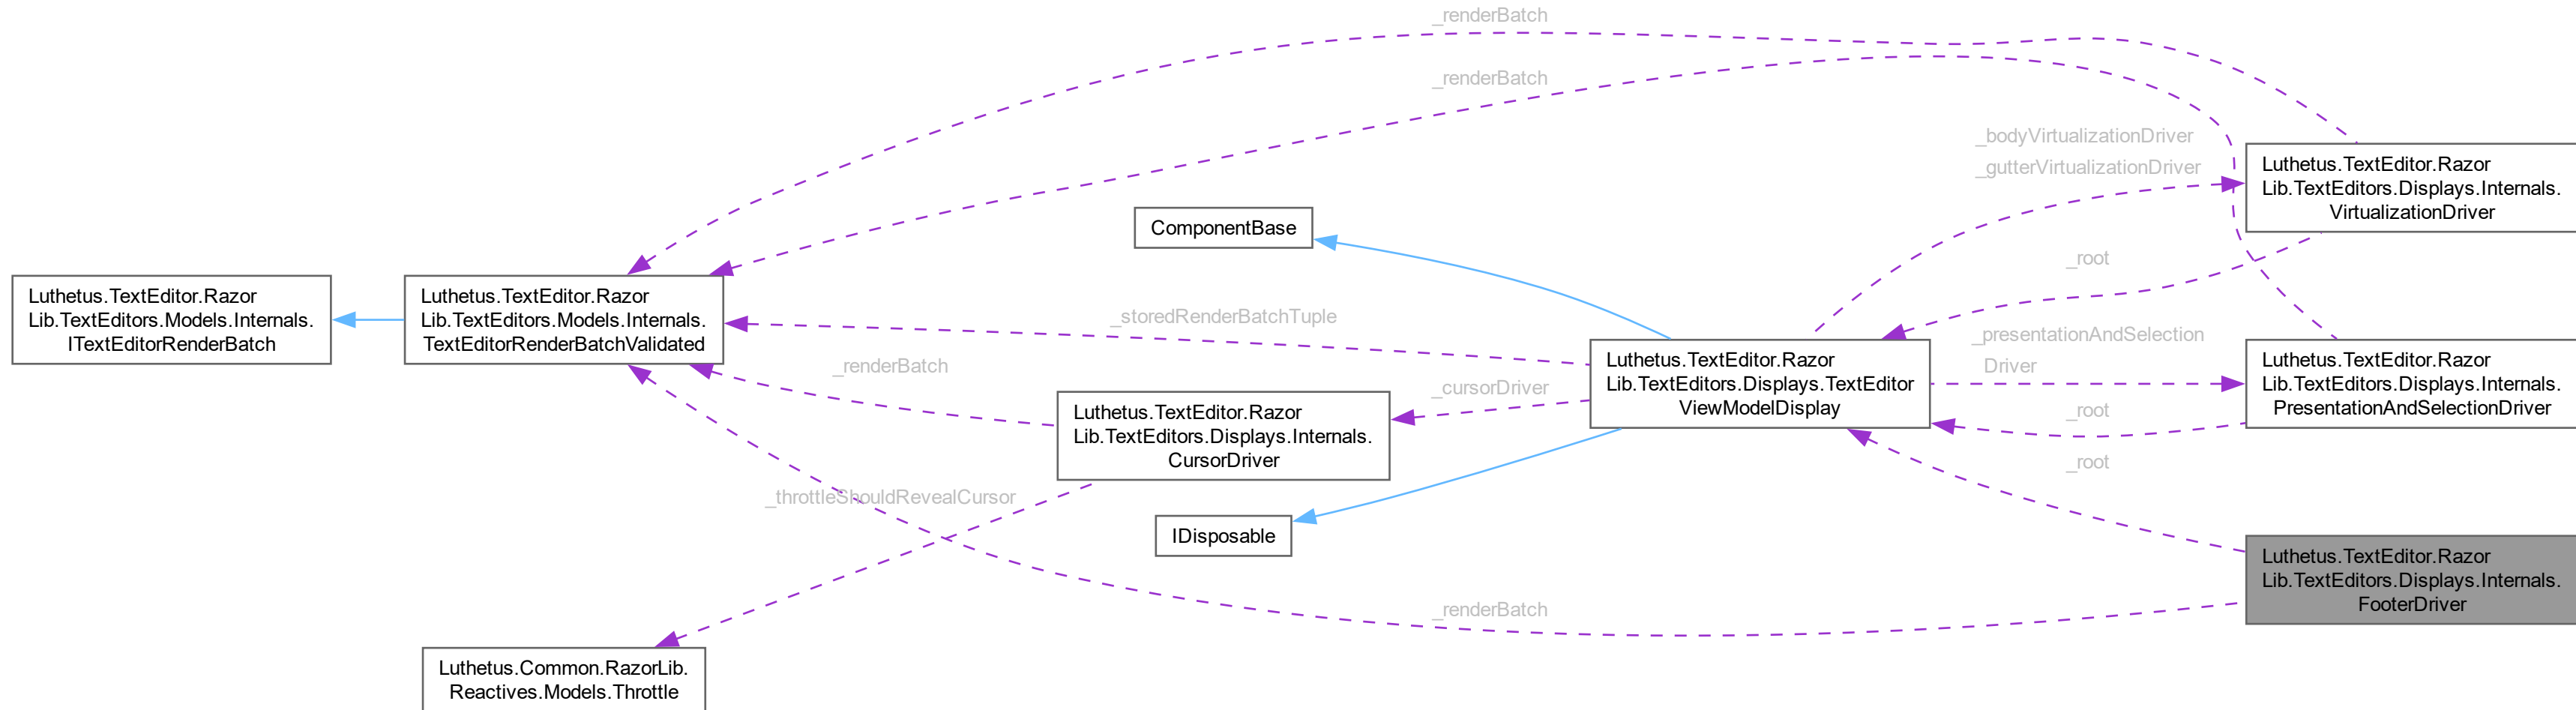 _renderBatch
_renderBatch
_bodyVirtualizationDriver
_gutterVirtualizationDriver
Luthetus.TextEditor.Razor
Lib.TextEditors.Displays.Internals.
VirtualizationDriver
ComponentBase
_root
Luthetus.TextEditor.Razor
Lib.TextEditors.Models.Internals.
ITextEditorRenderBatch
Luthetus.TextEditor.Razor
Lib.TextEditors.Models.Internals.
TextEditorRenderBatchValidated
_storedRenderBatchTuple
_renderBatch
_cursorDriver
Luthetus.TextEditor.Razor
Lib.TextEditors.Displays.TextEditor
ViewModelDisplay
_presentationAndSelection
Driver
Luthetus.TextEditor.Razor
Lib.TextEditors.Displays.Internals.
PresentationAndSelectionDriver
_root
_root
Luthetus.TextEditor.Razor
Lib.TextEditors.Displays.Internals.
CursorDriver
_throttleShouldRevealCursor
IDisposable
Luthetus.TextEditor.Razor
Lib.TextEditors.Displays.Internals.
FooterDriver
_renderBatch
Luthetus.Common.RazorLib.
Reactives.Models.Throttle